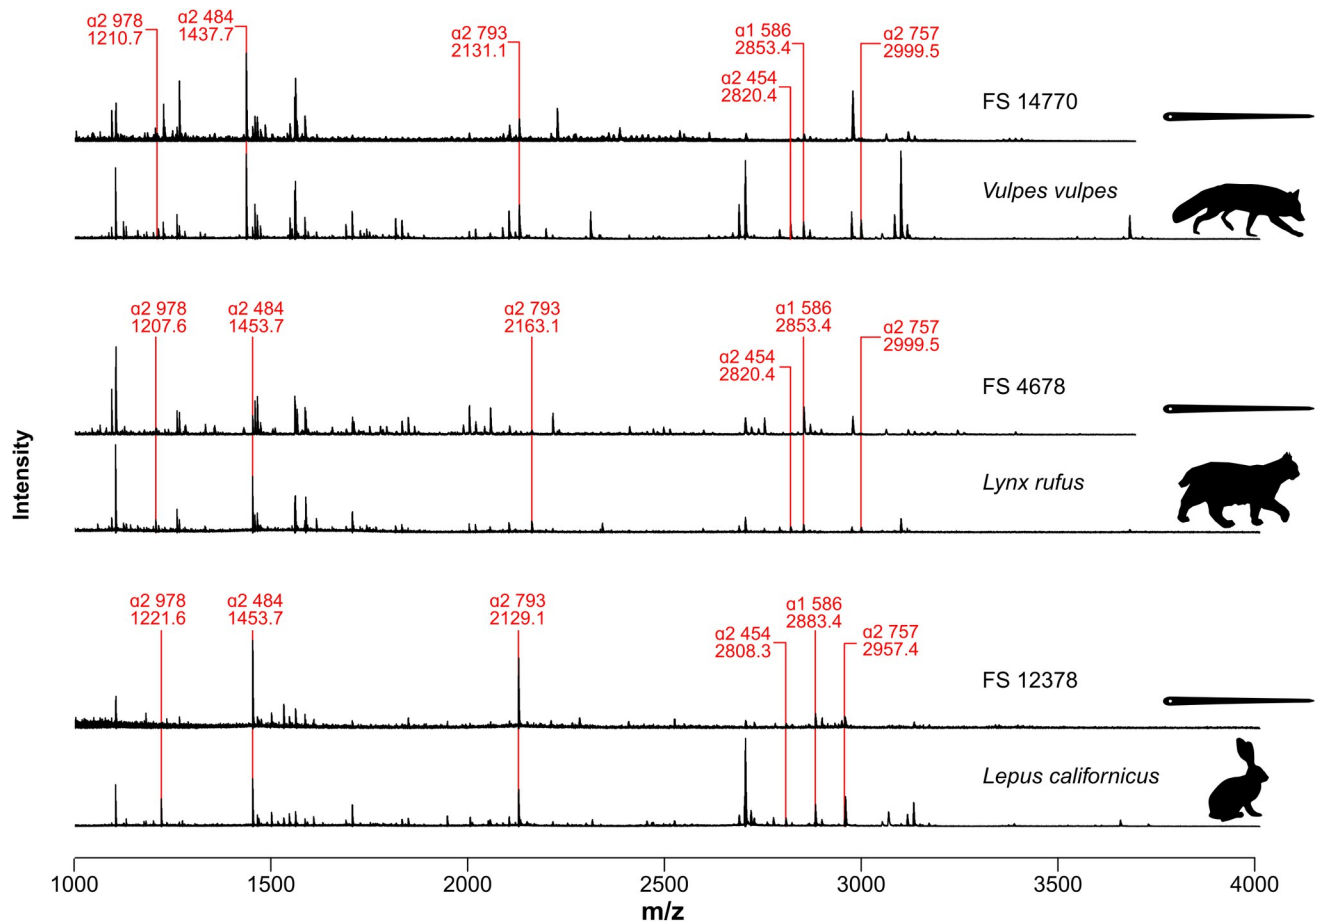 α2 978
1210.7
α2 484
1437.7
α2 793
2131.1
α2 454
2820.4
α1 586
2853.4
α2 757
2999.5
FS 14770
Vulpes vulpes
α2 978
1207.6
α2 484
1453.7
α2 793
2163.1
α2 454
2820.4
α1 586
2853.4
α2 757
2999.5
FS 4678
Lynx rufus
α2 978
1221.6
α2 484
1453.7
α2 793
2129.1
α2 454
2808.3
α1 586
2883.4
α2 757
2957.4
FS 12378
Lepus californicus
Intensity
1000 1500 2000 2500 3000 3500 4000
m/z